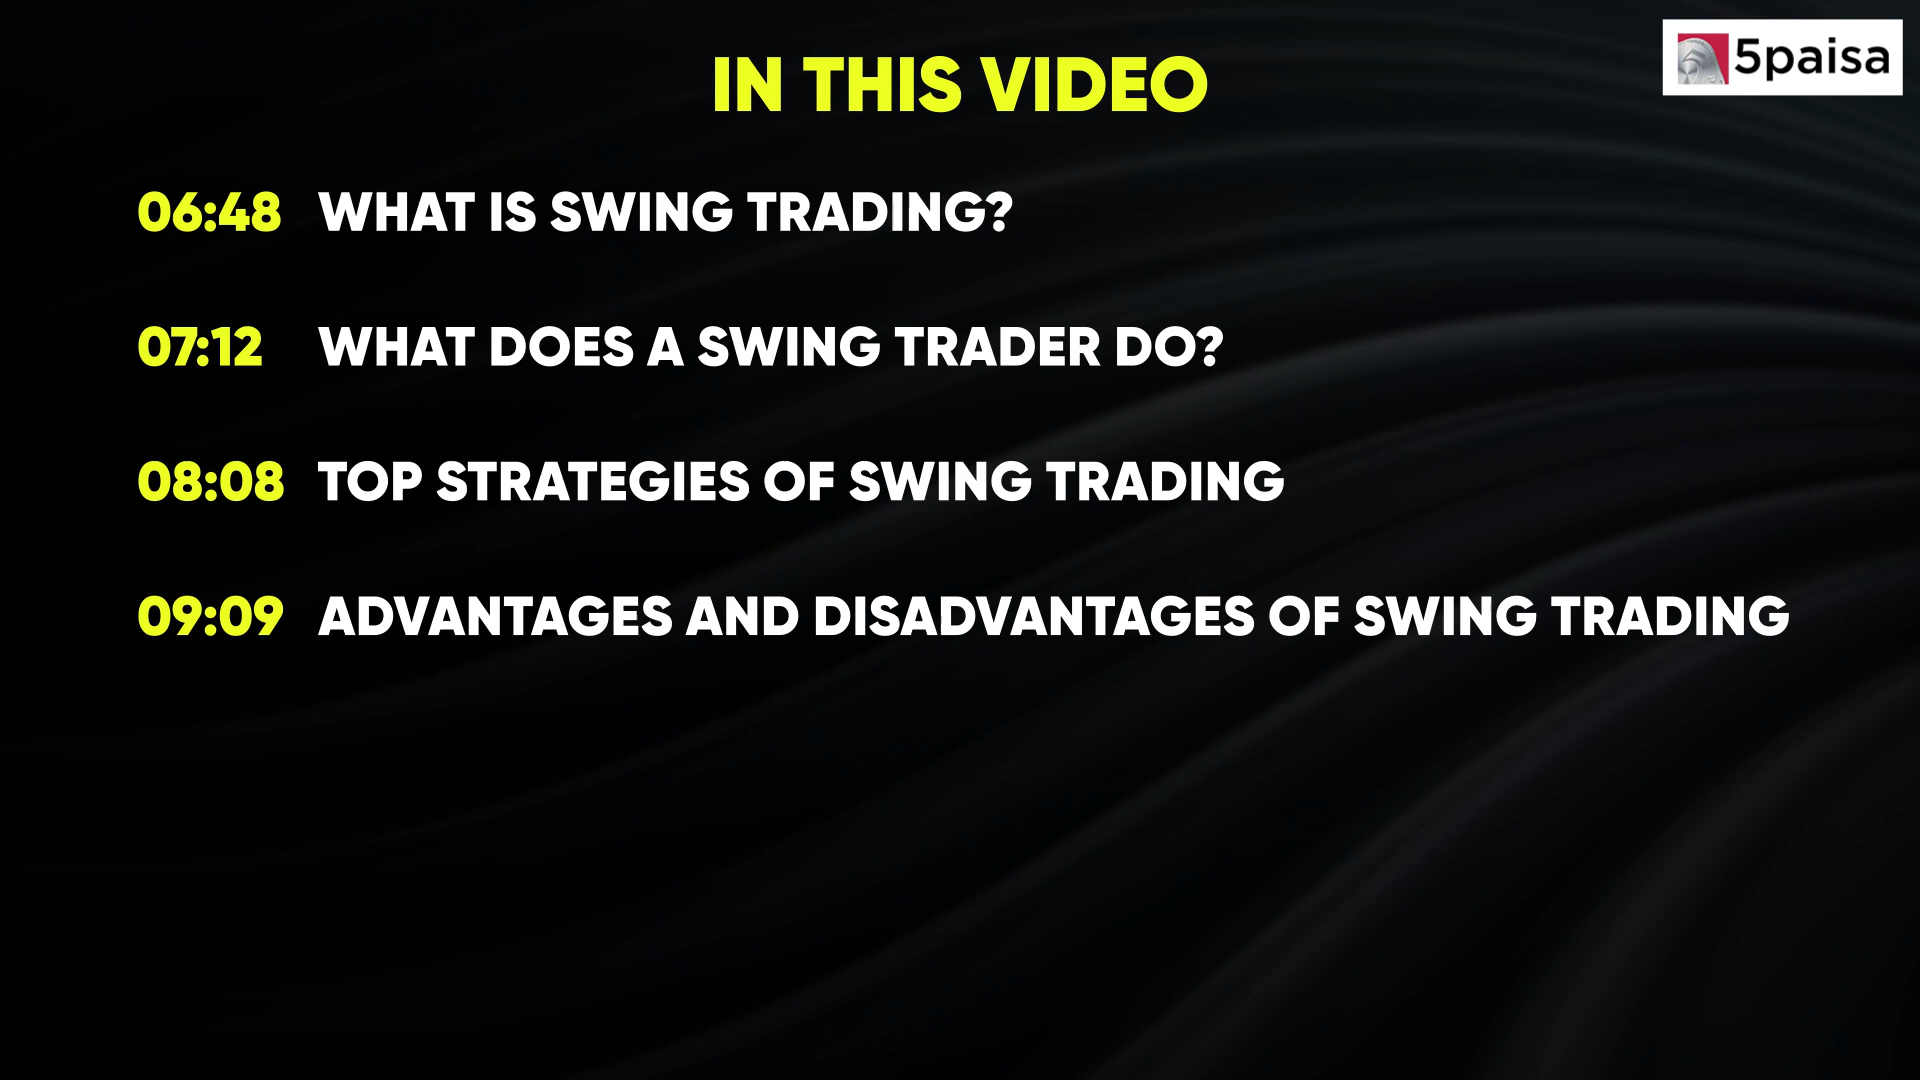 IN THIS VIDEO
5paisa
06:48 WHAT IS SWING TRADING?
07:12 WHAT DOES A SWING TRADER DO?
08:08 TOP STRATEGIES OF SWING TRADING
09:09 ADVANTAGES AND DISADVANTAGES OF SWING TRADING